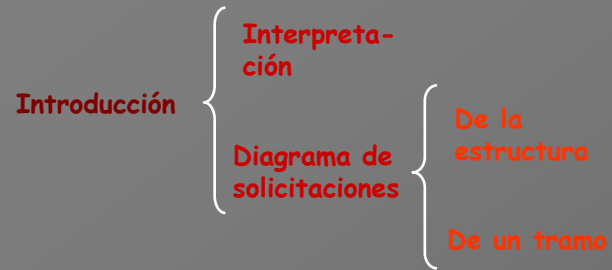 Introducción
Interpreta-
ción
Diagrama de
solicitaciones
De la
estructura
De un tramo